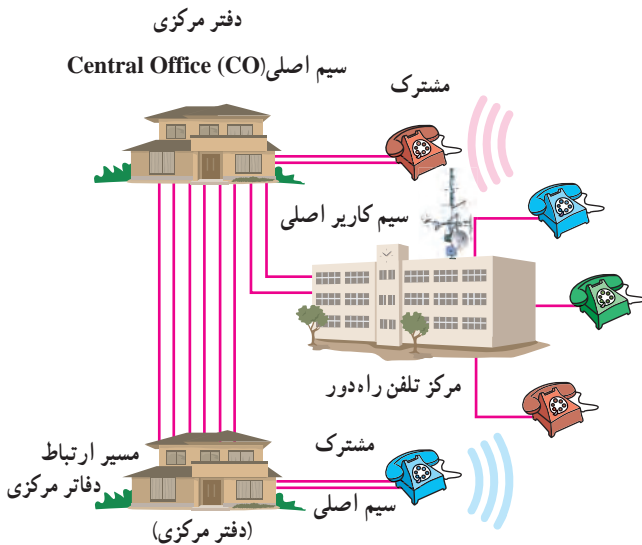 دفتر مرکزی
سیم اصلی Central Office (CO)
مشترک
سیم کاریر اصلی
مرکز تلفن راه دور
مسیر ارتباط
دفاتر مرکزی
مشترک
سیم اصلی
(دفتر مرکزی)